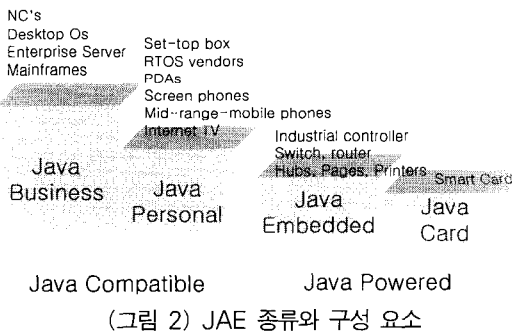 NC's
Desktop Os
Enterprise Server
Mainframes
Set-top box
RTOS vendors
PDAs
Screen phones
Mid-range-mobile phones
Internet TV
Industrial controller
Switch, router
Hubs, Pages, Printers
Smart Card
Java
Business
Java
Personal
Java
Embedded
Java
Card
Java Compatible
Java Powered
(그림 2) JAE 종류와 구성 요소